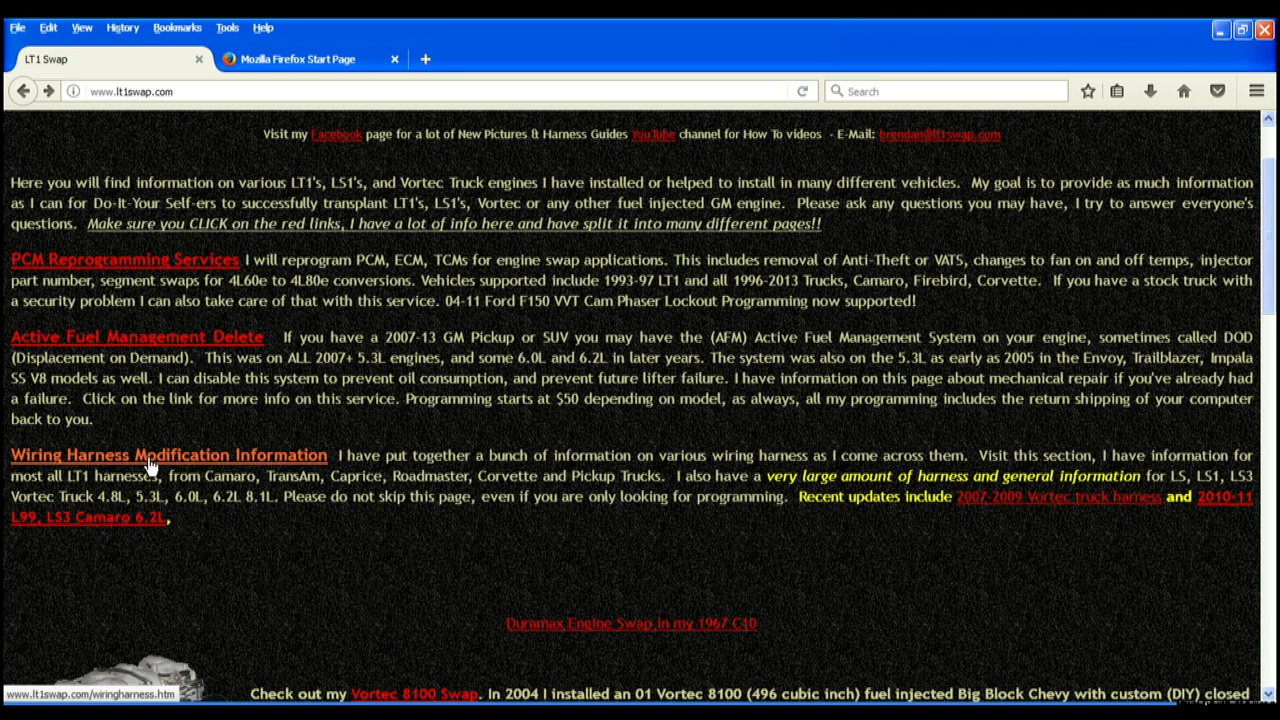 File Edit View History Bookmarks Tools Help
LT1 Swap
Mozilla Firefox Start Page
www.lt1swap.com
Search
Visit my Facebook page for a lot of New Pictures & Harness Guides YouTube channel for How To videos - E-Mail: brendan@lt1swap.com
Here you will find information on various LT1's, LS1's, and Vortec Truck engines I have installed or helped to install in many different vehicles. My goal is to provide as much information
as I can for Do-It-Your Self-ers to successfully transplant LT1's, LS1's, Vortec or any other fuel injected GM engine. Please ask any questions you may have, I try to answer everyone's
questions. Make sure you CLICK on the red links, I have a lot of info here and have split it into many different pages!!
PCM Reprogramming Services I will reprogram PCM, ECM, TCMs for engine swap applications. This includes removal of Anti-Theft or VATS, changes to fan on and off temps, injector
part number, segment swaps for 4L60e to 4L80e conversions. Vehicles supported include 1993-97 LT1 and all 1996-2013 Trucks, Camaro, Firebird, Corvette. If you have a stock truck with
a security problem I can also take care of that with this service. 04-11 Ford F150 VVT Cam Phaser Lockout Programming now supported!
Active Fuel Management Delete If you have a 2007-13 GM Pickup or SUV you may have the (AFM) Active Fuel Management System on your engine, sometimes called DOD
(Displacement on Demand). This was on ALL 2007+ 5.3L engines, and some 6.0L and 6.2L in later years. The system was also on the 5.3L as early as 2005 in the Envoy, Trailblazer, Impala
SS V8 models as well. I can disable this system to prevent oil consumption, and prevent future lifter failure. I have information on this page about mechanical repair if you've already had
a failure. Click on the link for more info on this service. Programming starts at $50 depending on model, as always, all my programming includes the return shipping of your computer
back to you.
Wiring Harness Modification Information I have put together a bunch of information on various wiring harness as I come across them. Visit this section, I have information for
most all LT1 harnesses, from Camaro, TransAm, Caprice, Roadmaster, Corvette and Pickup Trucks. I also have a very large amount of harness and general information for LS, LS1, LS3
Vortec Truck 4.8L, 5.3L, 6.0L, 6.2L 8.1L. Please do not skip this page, even if you are only looking for programming. Recent updates include 2007-2009 Vortec truck harness and 2010-11
L99, LS3 Camaro 6.2L,
Duramax Engine Swap in my 1967 C10
www.lt1swap.com/wiringharness.htm
Check out my Vortec 8100 Swap. In 2004 I installed an 01 Vortec 8100 (496 cubic inch) fuel injected Big Block Chevy with custom (DIY) closed